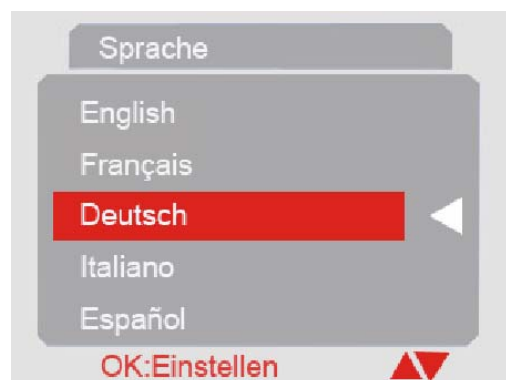 Sprache
English
Français
Deutsch
Italiano
Español
OK:Einstellen